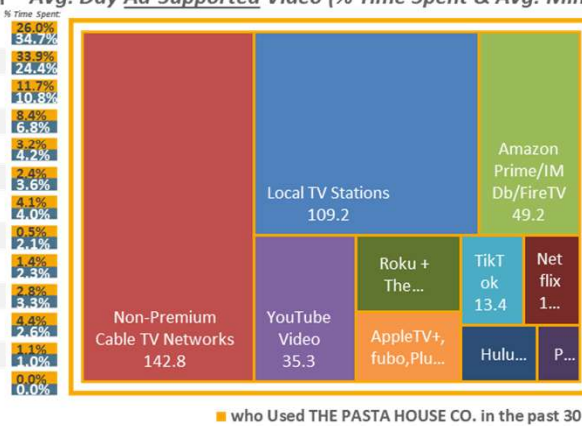 Avg. Day Ad-Supported Video (% Time Spent & Avg. Min
% Time Spent:
26.0%
34.7%
33.9%
24.4%
11.7%
10.8%
8.4%
6.8%
3.2%
4.2%
2.4%
3.6%
4.1%
4.0%
0.5%
2.1%
1.4%
2.3%
2.8%
3.3%
4.4%
2.6%
1.1%
1.0%
0.0%
0.0%
Non-Premium
Cable TV Networks
142.8
Local TV Stations
109.2
Amazon
Prime/IM
Db/FireTV
49.2
YouTube
Video
35.3
Roku +
The...
AppleTV+,
fubo,Plu...
TikT
ok
13.4
Net
flix
1...
Hulu...
P...
who Used THE PASTA HOUSE CO. in the past 30